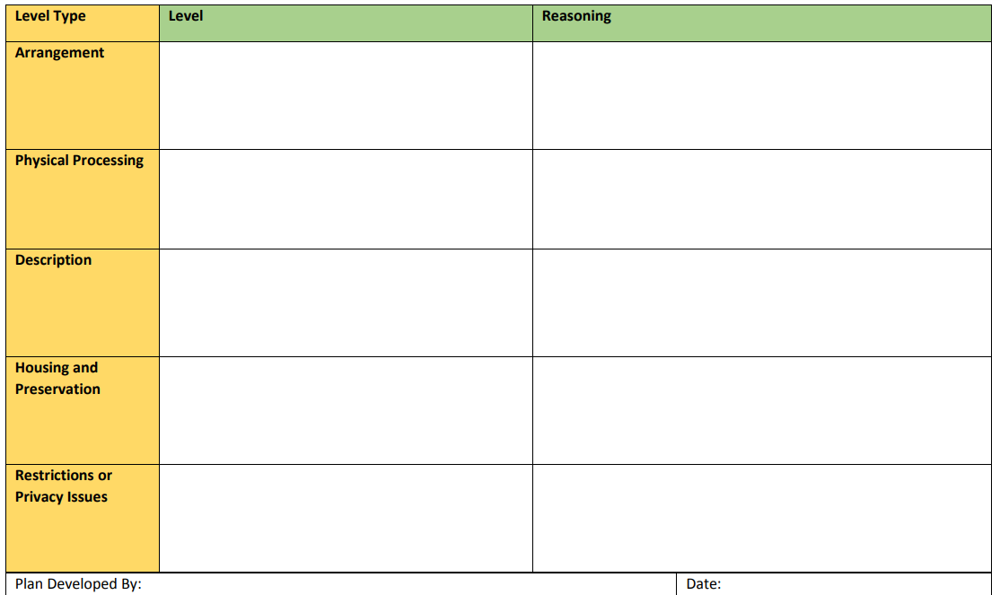 Level Type Level Reasoning
Arrangement
Physical Processing
Description
Housing and
Preservation
Restrictions or
Privacy Issues
Plan Developed By: Date: